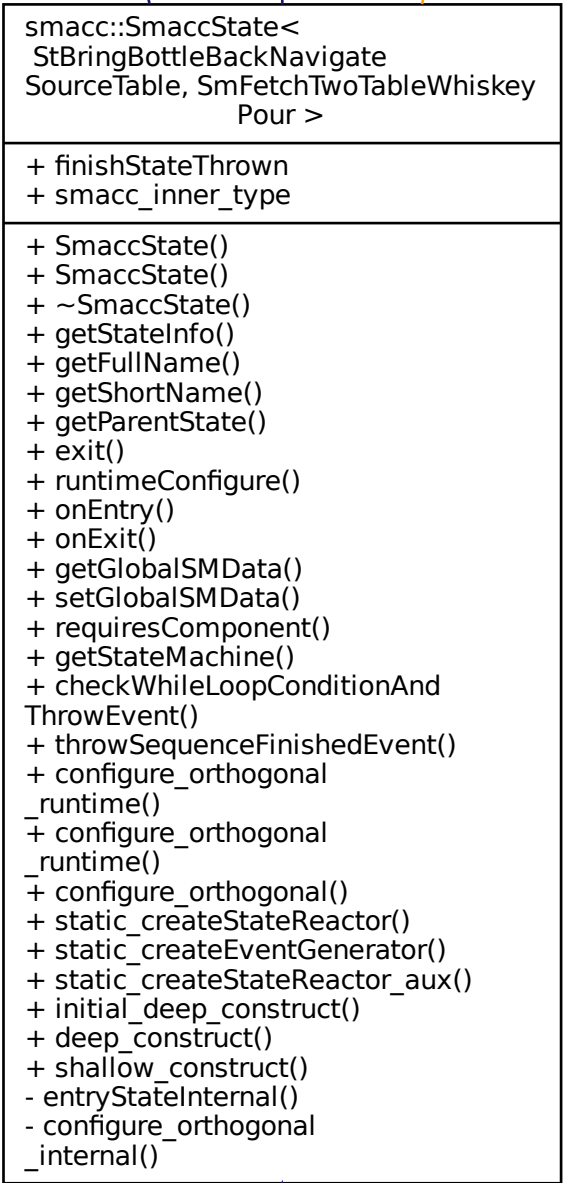 smacc::SmaccState<
StBringBottleBackNavigate
SourceTable, SmFetchTwoTableWhiskey
Pour >
+ finishStateThrown
+ smacc_inner_type
+ SmaccState()
+ SmaccState()
+ ~SmaccState()
+ getStateInfo()
+ getFullName()
+ getShortName()
+ getParentState()
+ exit()
+ runtimeConfigure()
+ onEntry()
+ onExit()
+ getGlobalSMData()
+ setGlobalSMData()
+ requiresComponent()
+ getStateMachine()
+ checkWhileLoopConditionAnd
ThrowEvent()
+ throwSequenceFinishedEvent()
+ configure_orthogonal
_runtime()
+ configure_orthogonal
_runtime()
+ configure_orthogonal()
+ static_createStateReactor()
+ static_createEventGenerator()
+ static_createStateReactor_aux()
+ initial_deep_construct()
+ deep_construct()
+ shallow_construct()
- entryStateInternal()
- configure_orthogonal
_internal()